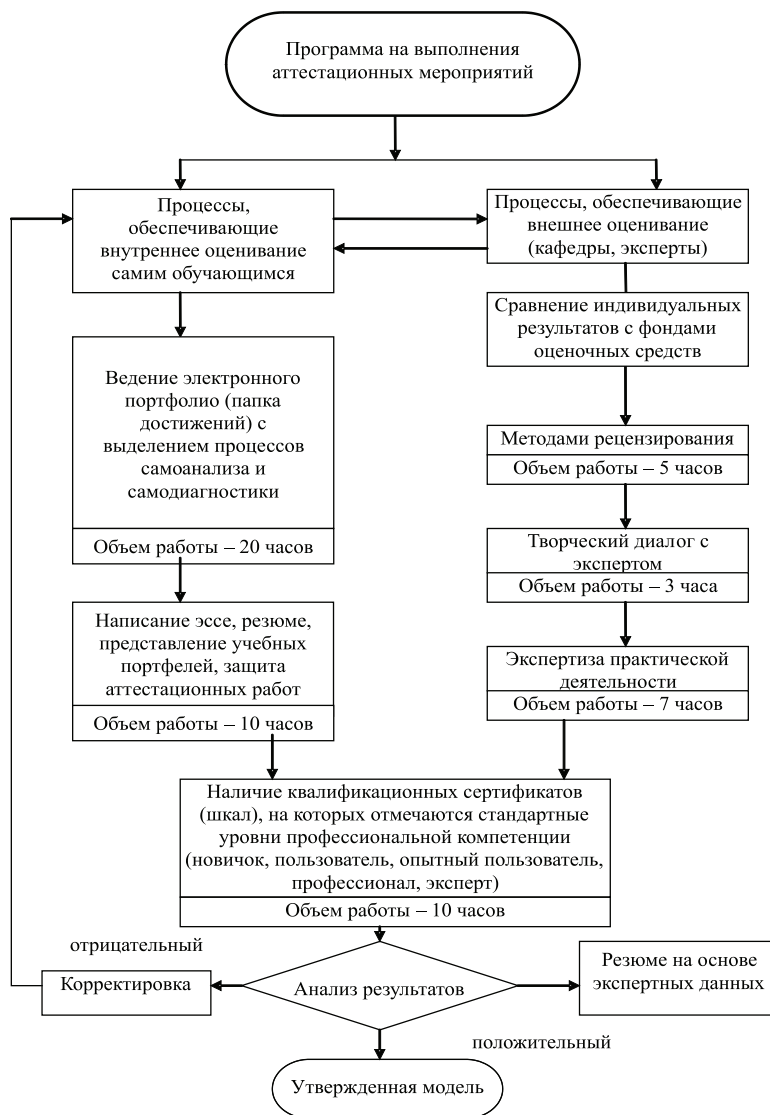 Программа на выполнения
аттестационных мероприятий
Процессы,
обеспечивающие
внутреннее оценивание
самим обучающимся
Процессы, обеспечивающие
внешнее оценивание
(кафедры, эксперты)
Сравнение индивидуальных
результатов с фондами
оценочных средств
Ведение электронного
портфолио (папка
достижений) с
выделением процессов
самоанализа и
самодиагностики
Объем работы – 20 часов
Методами рецензирования
Объем работы – 5 часов
Творческий диалог с
экспертом
Объем работы – 3 часа
Написание эссе, резюме,
представление учебных
портфелей, защита
аттестационных работ
Объем работы – 10 часов
Экспертиза практической
деятельности
Объем работы – 7 часов
Наличие квалификационных сертификатов
(шкал), на которых отмечаются стандартные
уровни профессиональной компетенции
(новичок, пользователь, опытный пользователь,
профессионал, эксперт)
Объем работы – 10 часов
отрицательный
Корректировка
Анализ результатов
Резюме на основе
экспертных данных
положительный
Утвержденная модель